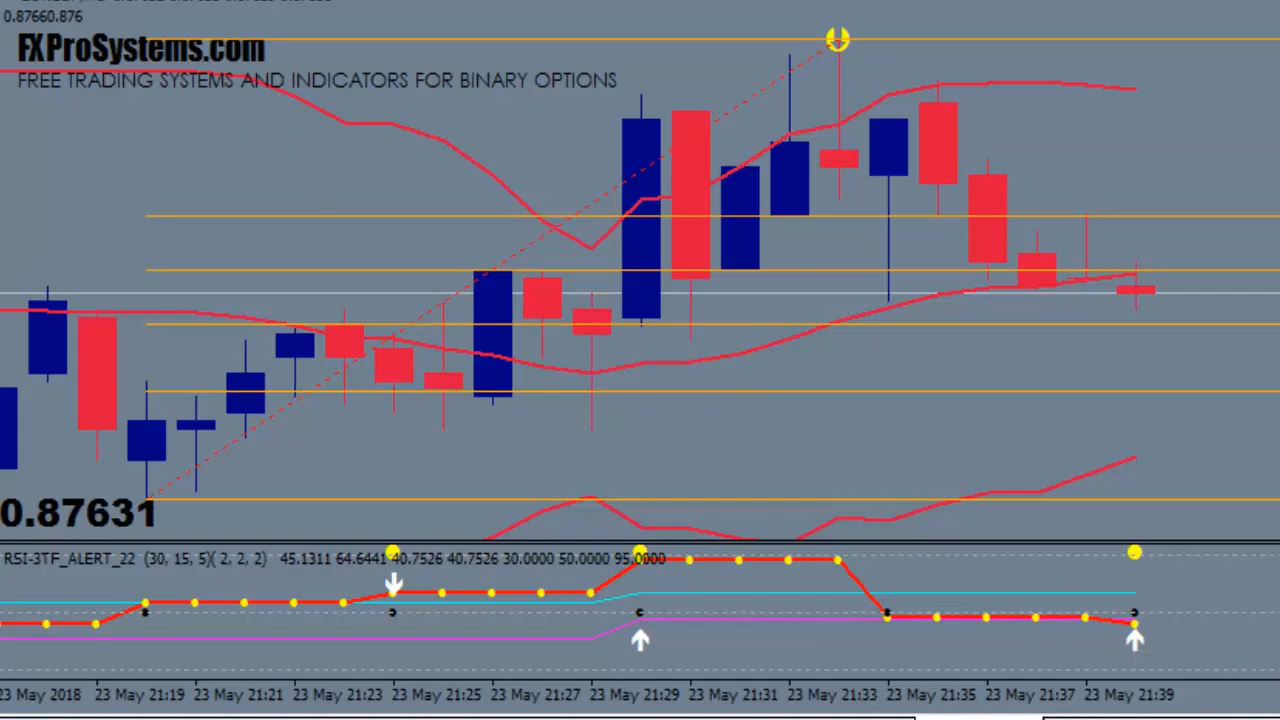 0.87660.876
FXProSystems.com
FREE TRADING SYSTEMS AND INDICATORS FOR BINARY OPTIONS
0.87631
RSI-3TF_ALERT_22 (30, 15, 5)( 2, 2, 2) 45.1311 64.6441 40.7526 40.7526 30.0000 50.0000 95.0000
23 May 2018 23 May 21:19 23 May 21:21 23 May 21:23 23 May 21:25 23 May 21:27 23 May 21:29 23 May 21:31 23 May 21:33 23 May 21:35 23 May 21:37 23 May 21:39